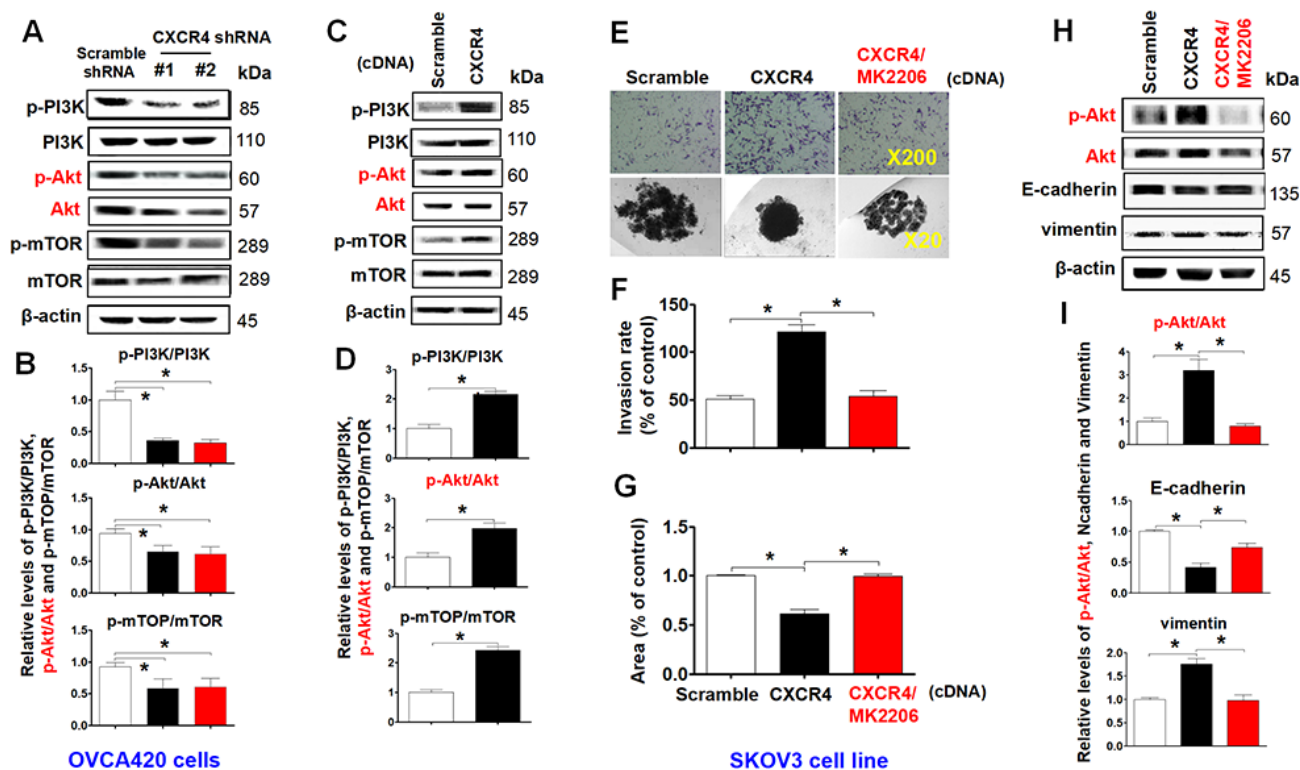 A
CXCR4 shRNA
Scramble
shRNA
#1
#2
kDa
p-PI3K
85
PI3K
110
p-Akt
60
Akt
57
p-mTOR
289
mTOR
289
β-actin
45
B
Relative levels of p-PI3K/PI3K,
p-Akt/Akt and p-mTOP/mTOR
p-PI3K/PI3K
1.5
1.0
0.5
0.0
*
*
p-Akt/Akt
1.5
1.0
0.5
0.0
*
*
p-mTOP/mTOR
1.5
1.0
0.5
0.0
*
*
OVCA420 cells
C
(cDNA)
Scramble
CXCR4
kDa
p-PI3K
85
PI3K
110
p-Akt
60
Akt
57
p-mTOR
289
mTOR
289
β-actin
45
D
Relative levels of p-PI3K/PI3K,
p-Akt/Akt and p-mTOP/mTOR
p-PI3K/PI3K
3
2
1
0
*
p-Akt/Akt
3
2
1
0
*
p-mTOP/mTOR
3
2
1
0
*
E
Scramble
CXCR4
CXCR4/
MK2206
(cDNA)
X200
X20
F
Invasion rate
(% of control)
150
100
50
0
*
*
G
Area (% of control)
1.5
1.0
0.5
0.0
*
*
Scramble
CXCR4
CXCR4/
MK2206
(cDNA)
SKOV3 cell line
H
Scramble
CXCR4
CXCR4/
MK2206
kDa
p-Akt
60
Akt
57
E-cadherin
135
vimentin
57
β-actin
45
I
Relative levels of p-Akt/Akt, Ncadherin and Vimentin
p-Akt/Akt
4
3
2
1
0
*
*
E-cadherin
1.5
1.0
0.5
0.0
*
*
vimentin
2.0
1.5
1.0
0.5
0.0
*
*